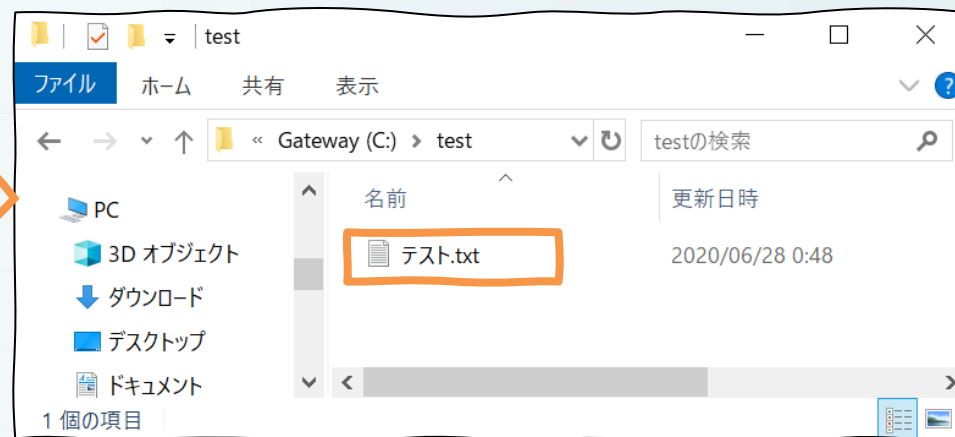 test
ファイル ホーム 共有 表示
« Gateway (C:) › test testの検索
名前 更新日時
PC
3D オブジェクト
テスト.txt 2020/06/28 0:48
ダウンロード
デスクトップ
ドキュメント
1 個の項目